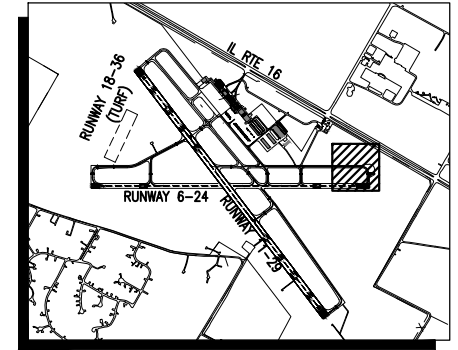 IL RTE 16
RUNWAY 18-36
(TURF)
RUNWAY 6-24
RUNWAY 11-29